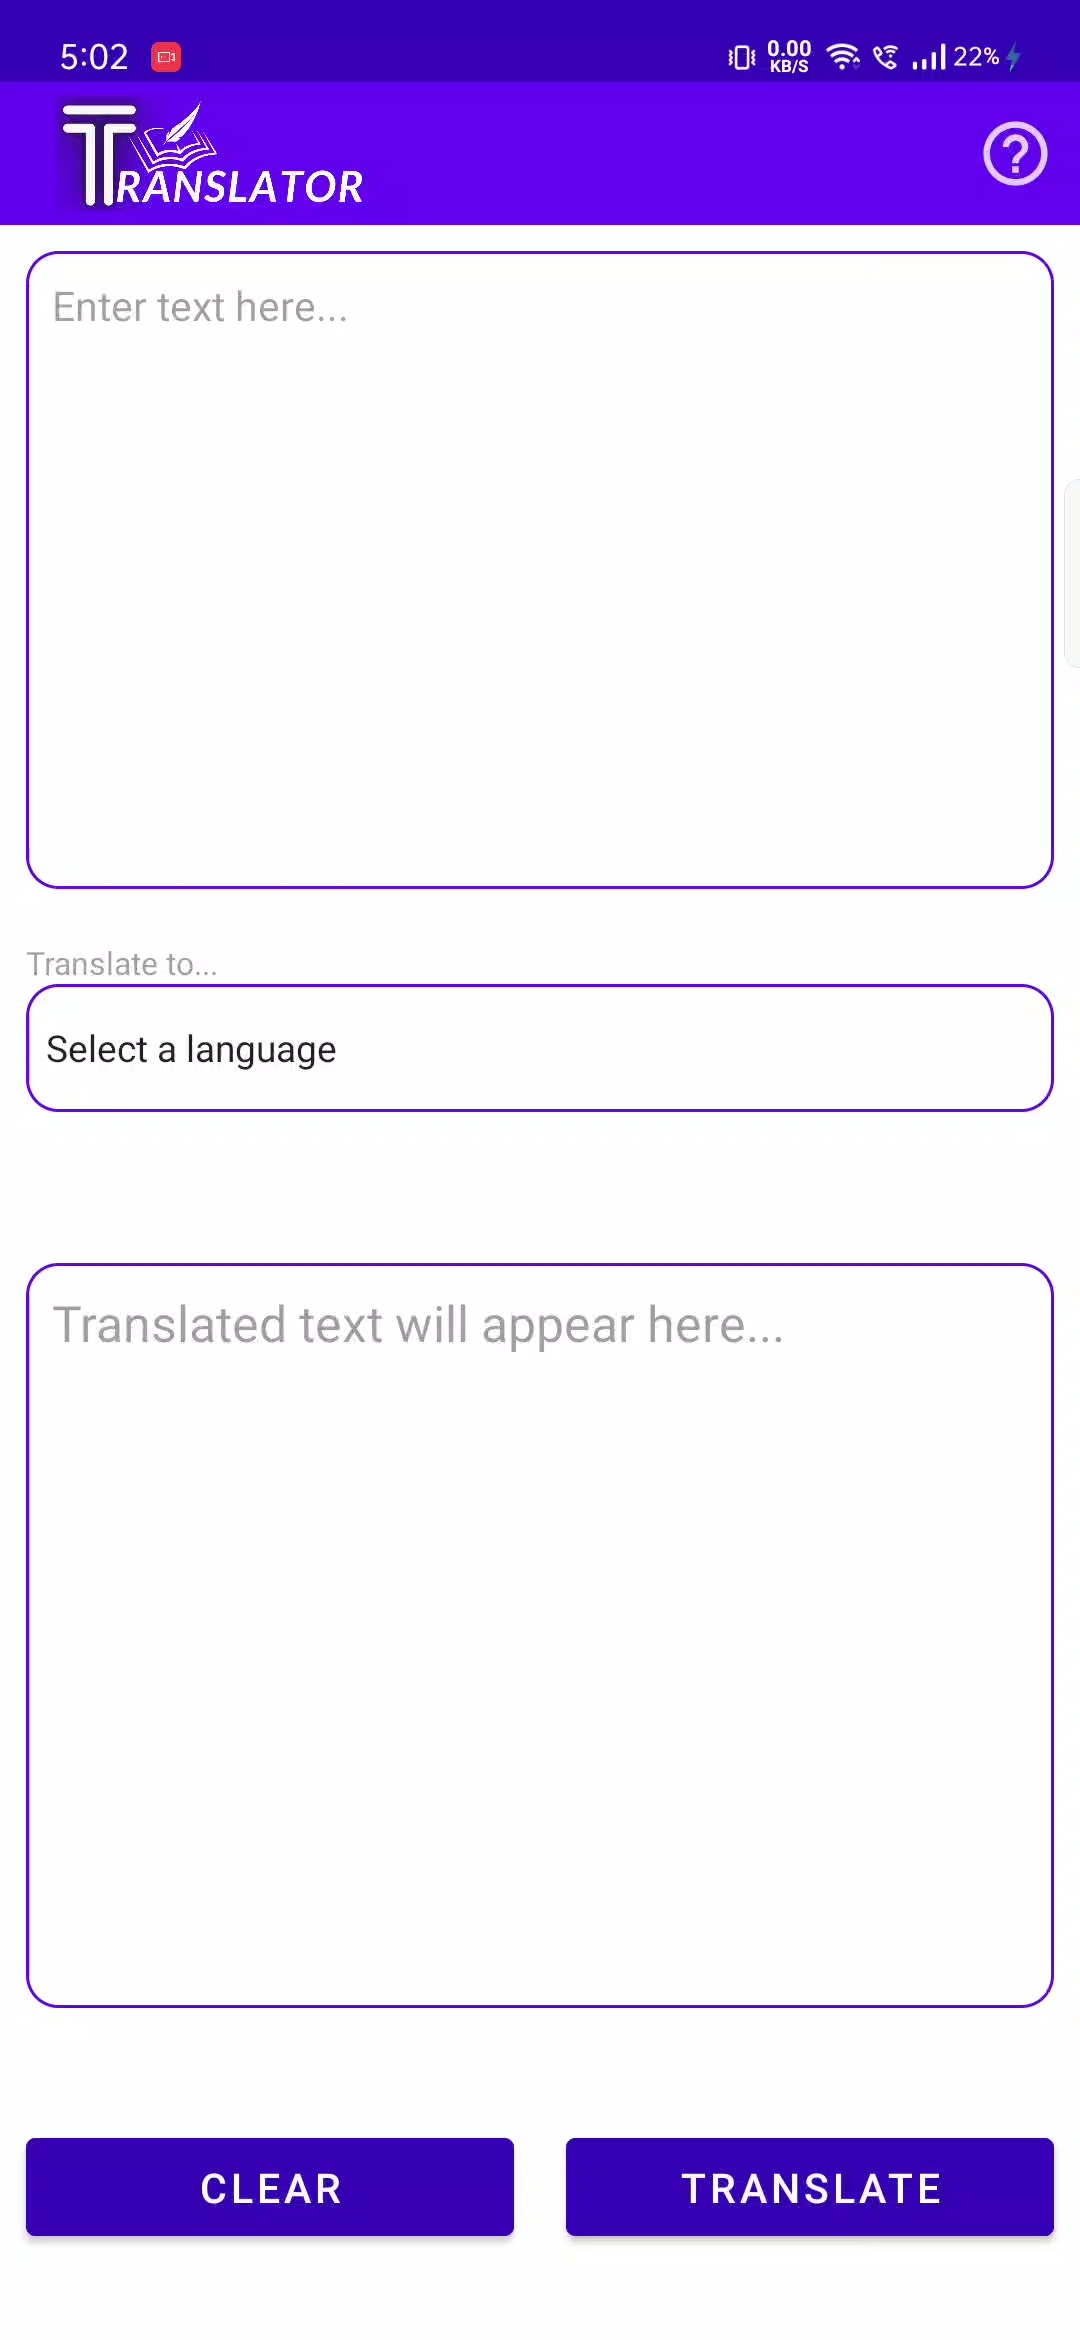 5:02
0.00
KB/S
22%
TRANSLATOR
Enter text here...
Translate to...
Select a language
Translated text will appear here...
CLEAR
TRANSLATE